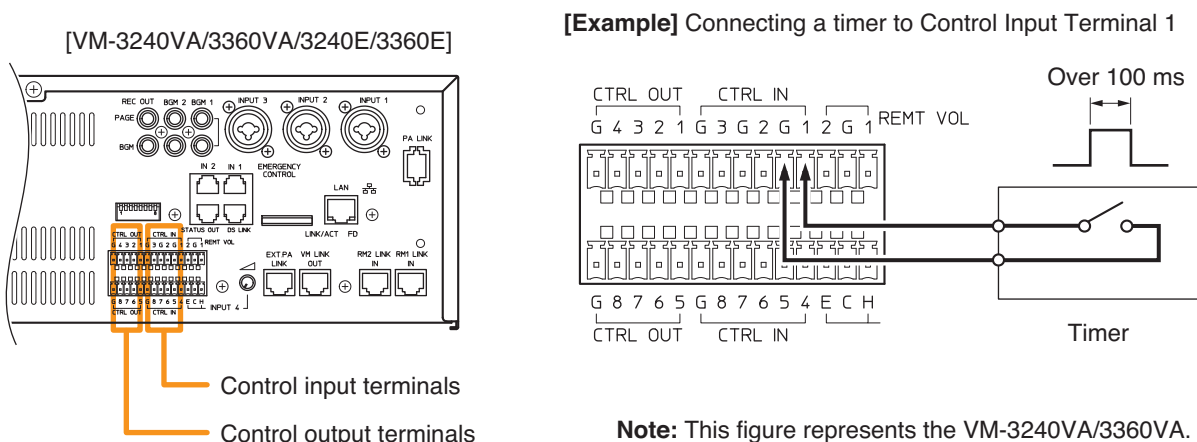 [VM-3240VA/3360VA/3240E/3360E]
REC OUT BGM 2 BGM 1 INPUT 3 INPUT 2 INPUT 1
PAGE
BGM
PA LINK
IN 2 IN 1
EMERGENCY
CONTROL
LAN
STATUS OUT DS LINK
LINK/ACT FD
CTRL OUT CTRL IN
REMT VOL
G 4 3 2 1 G 3 G 2 G 1 2 G 1
EXT.PA
LINK
VM LINK
OUT
RM2 LINK
IN
RM1 LINK
IN
G 8 7 6 5 G 8 7 6 5 4 E C H
CTRL OUT CTRL IN
INPUT 4
Control input terminals
Control output terminals
[Example] Connecting a timer to Control Input Terminal 1
Over 100 ms
CTRL OUT CTRL IN
G 4 3 2 1 G 3 G 2 G 1 2 G 1 REMT VOL
G 8 7 6 5 G 8 7 6 5 4 E C H
CTRL OUT CTRL IN
Timer
Note: This figure represents the VM-3240VA/3360VA.